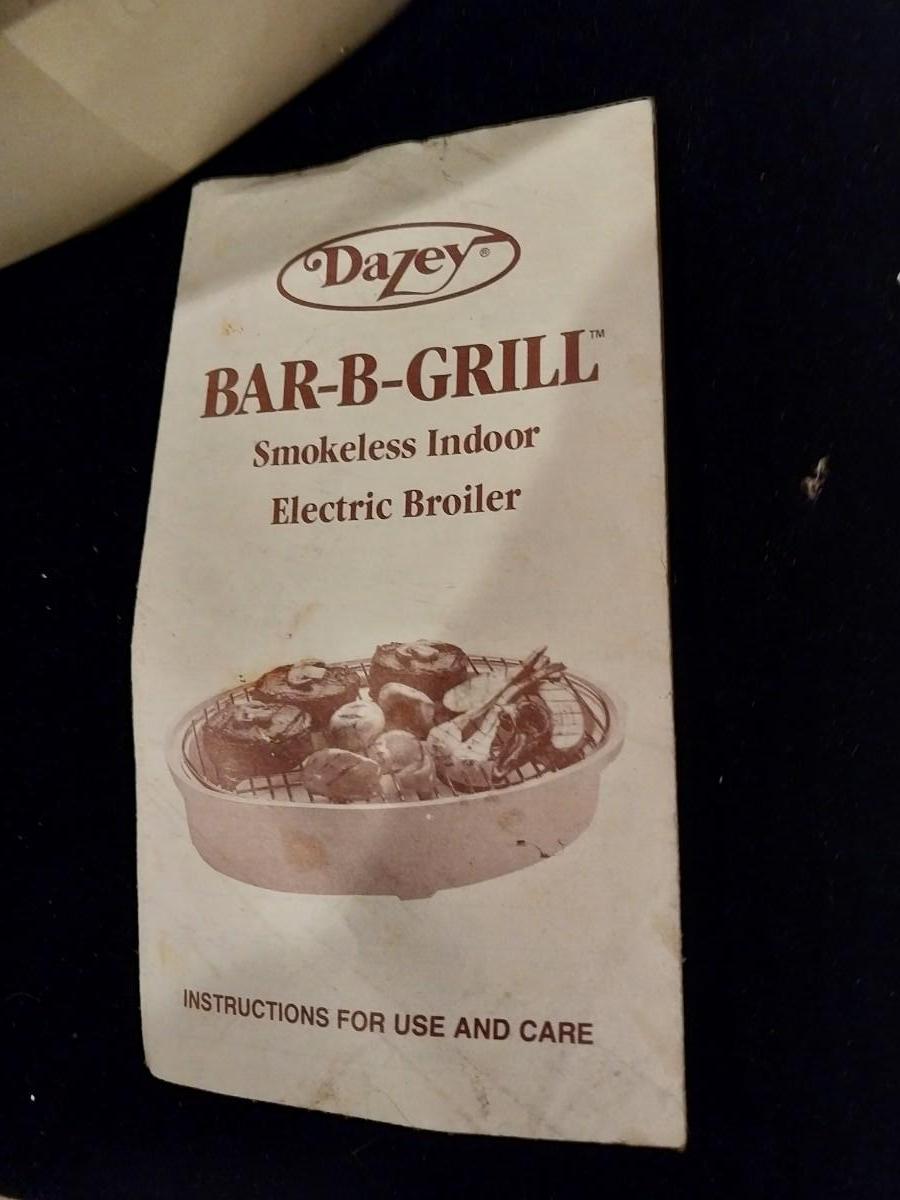 Dazey®
BAR-B-GRILL™
Smokeless Indoor
Electric Broiler
INSTRUCTIONS FOR USE AND CARE